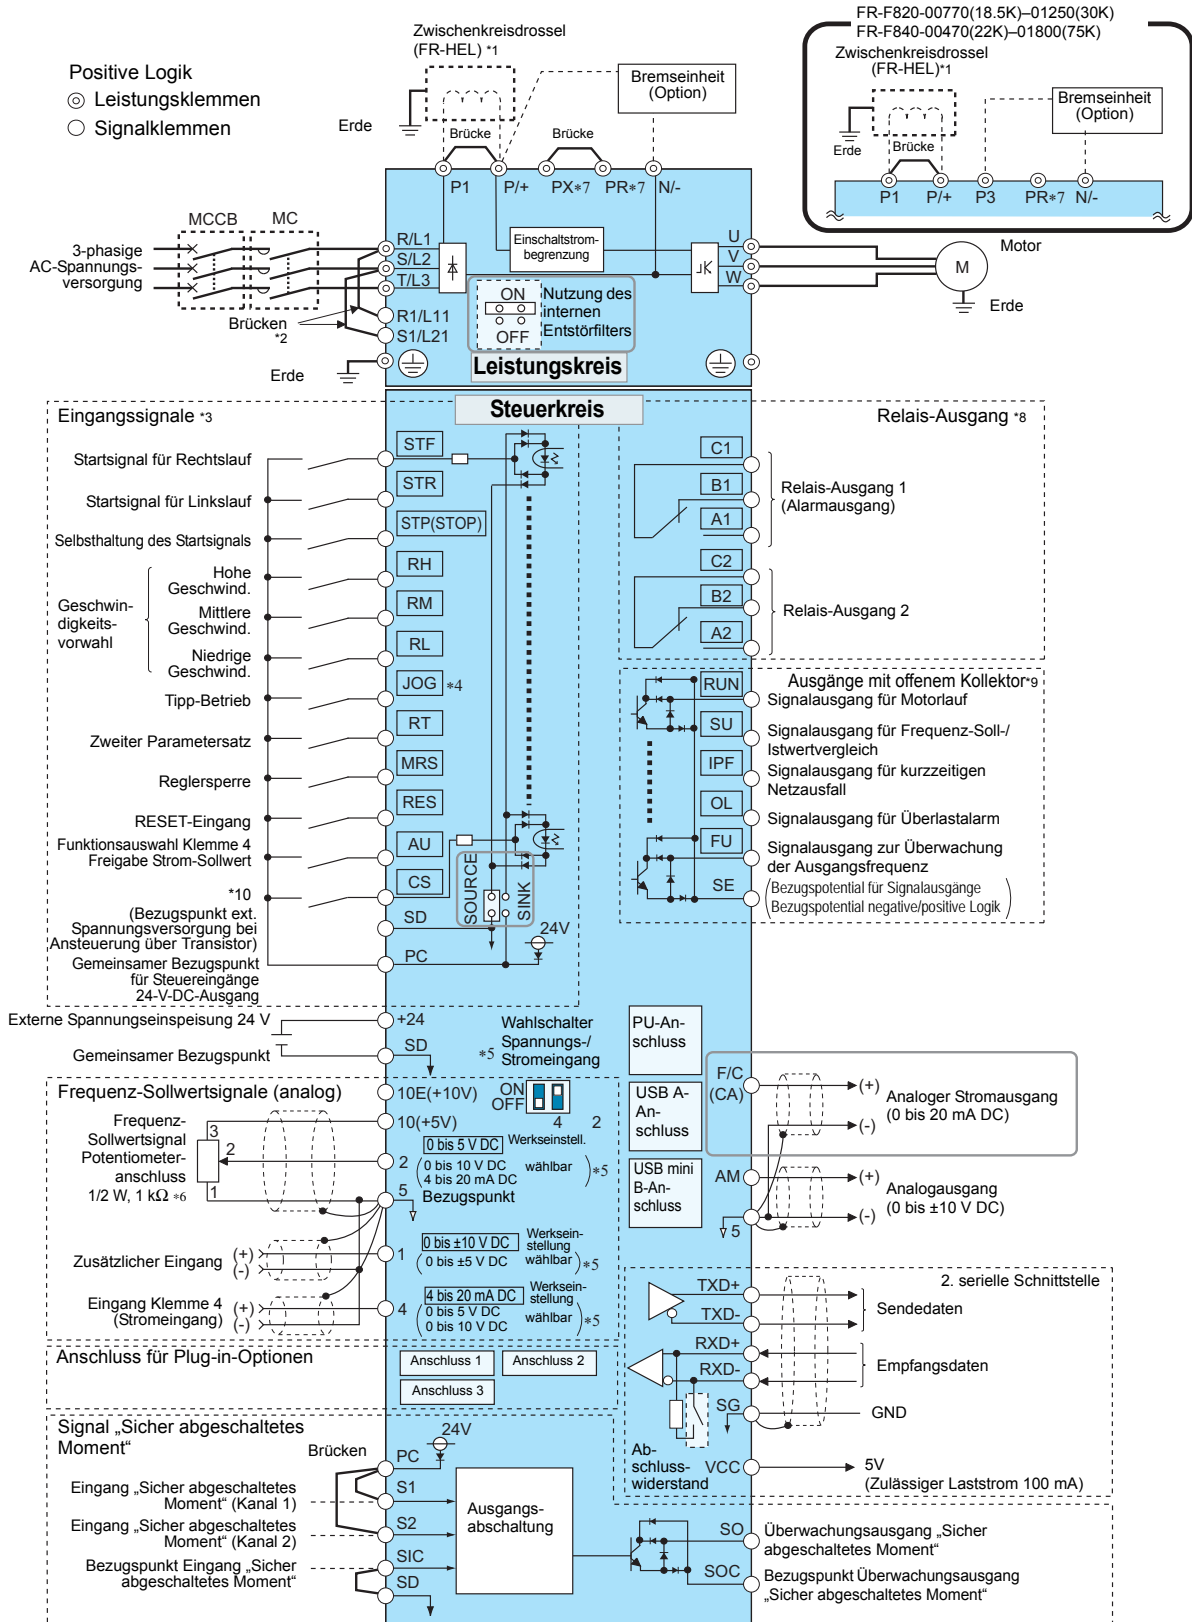 FR-F820-00770(18.5K)–01250(30K)
FR-F840-00470(22K)–01800(75K)
Zwischenkreisdrossel
(FR-HEL)*1
Bremseinheit
(Option)
Erde
Brücke
P1
P/+
P3
PR*7
N/-
Positive Logik
Leistungsklemmen
Signalklemmen
Zwischenkreisdrossel
(FR-HEL) *1
Bremseinheit
(Option)
Erde
Brücke
Brücke
P1
P/+
PX*7
PR*7
N/-
MCCB
MC
3-phasige
AC-Spannungs-
versorgung
R/L1
S/L2
T/L3
R1/L11
S1/L21
Brücken
*2
Erde
Einschaltstrom-
begrenzung
ON
OFF
Nutzung des
internen
Entstörfilters
U
V
W
Motor
M
Erde
Leistungskreis
Steuerkreis
Eingangssignale *3
Startsignal für Rechtslauf
STF
Startsignal für Linkslauf
STR
Selbsthaltung des Startsignals
STP(STOP)
Geschwin-
digkeits-
vorwahl
Hohe
Geschwind.
RH
Mittlere
Geschwind.
RM
Niedrige
Geschwind.
RL
Tipp-Betrieb
JOG *4
Zweiter Parametersatz
RT
Reglersperre
MRS
RESET-Eingang
RES
Funktionsauswahl Klemme 4
Freigabe Strom-Sollwert
AU
*10
CS
(Bezugspunkt ext.
Spannungsversorgung bei
Ansteuerung über Transistor)
SD
Gemeinsamer Bezugspunkt
für Steuereingänge
24-V-DC-Ausgang
PC
SOURCE
SINK
24V
Relais-Ausgang *8
C1
B1
A1
Relais-Ausgang 1
(Alarmausgang)
C2
B2
A2
Relais-Ausgang 2
Ausgänge mit offenem Kollektor*9
RUN
Signalausgang für Motorlauf
SU
Signalausgang für Frequenz-Soll-/
Istwertvergleich
IPF
Signalausgang für kurzzeitigen
Netzausfall
OL
Signalausgang für Überlastalarm
FU
Signalausgang zur Überwachung
der Ausgangsfrequenz
SE
Bezugspotential für Signalausgänge
Bezugspotential negative/positive Logik
Externe Spannungseinspeisung 24 V
+24
Gemeinsamer Bezugspunkt
SD
*5
Wahlschalter
Spannungs-/
Stromeingang
PU-An-
schluss
USB A-
An-
schluss
USB mini
B-An-
schluss
Frequenz-Sollwertsignale (analog)
10E(+10V)
ON
OFF
4
2
10(+5V)
Frequenz-
Sollwertsignal
Potentiometer-
anschluss
1/2 W, 1 kΩ *6
3
2
1
2
0 bis 5 V DC
Werkseinstell.
0 bis 10 V DC
4 bis 20 mA DC
wählbar
*5
5
Bezugspunkt
Zusätzlicher Eingang
(+)
(-)
1
0 bis ±10 V DC
Werksein-
stellung
0 bis ±5 V DC
wählbar
*5
Eingang Klemme 4
(Stromeingang)
(+)
(-)
4
4 bis 20 mA DC
Werksein-
stellung
0 bis 5 V DC
0 bis 10 V DC
wählbar
*5
F/C
(CA)
(+)
(-)
Analoger Stromausgang
(0 bis 20 mA DC)
AM
5
(+)
(-)
Analogausgang
(0 bis ±10 V DC)
Anschluss für Plug-in-Optionen
Anschluss 1
Anschluss 2
Anschluss 3
2. serielle Schnittstelle
TXD+
TXD-
Sendedaten
RXD+
RXD-
Empfangsdaten
SG
GND
Ab-
schluss-
widerstand
VCC
5V
(Zulässiger Laststrom 100 mA)
Signal „Sicher abgeschaltetes
Moment“
Brücken
PC
24V
Eingang „Sicher abgeschaltetes
Moment“ (Kanal 1)
S1
Eingang „Sicher abgeschaltetes
Moment“ (Kanal 2)
S2
Bezugspunkt Eingang „Sicher
abgeschaltetes Moment“
SIC
SD
Ausgangs-
abschaltung
SO
Überwachungsausgang „Sicher
abgeschaltetes Moment“
SOC
Bezugspunkt Überwachungsausgang
„Sicher abgeschaltetes Moment“